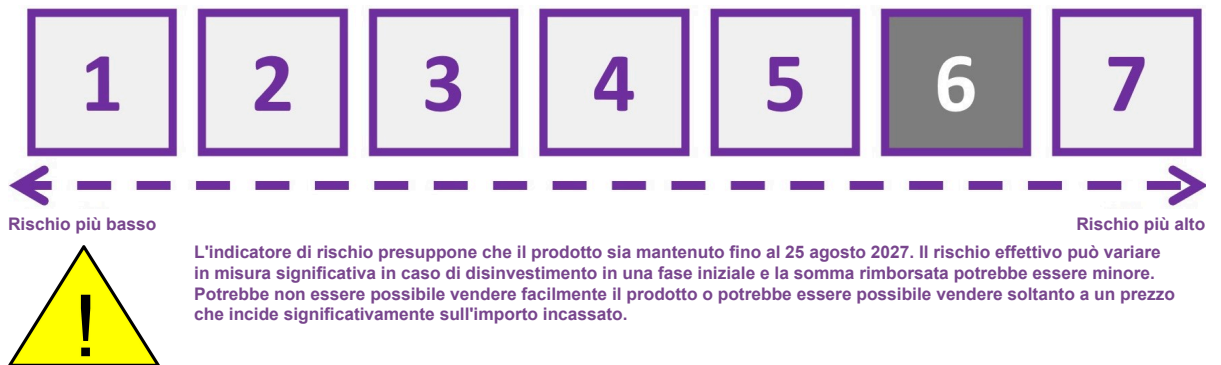 1 2 3 4 5 6 7
Rischio più basso Rischio più alto
L'indicatore di rischio presuppone che il prodotto sia mantenuto fino al 25 agosto 2027. Il rischio effettivo può variare
in misura significativa in caso di disinvestimento in una fase iniziale e la somma rimborsata potrebbe essere minore.
Potrebbe non essere possibile vendere facilmente il prodotto o potrebbe essere possibile vendere soltanto a un prezzo
che incide significativamente sull'importo incassato.
!